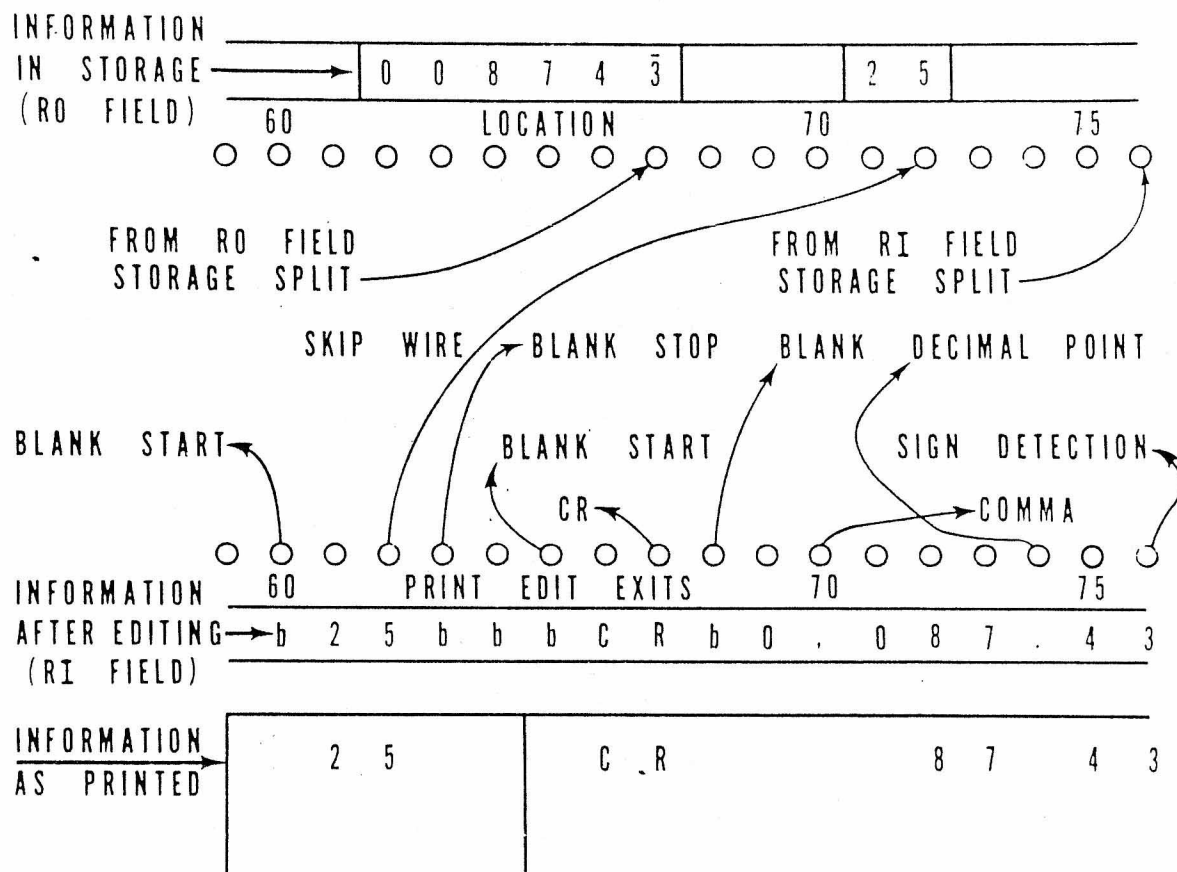 INFORMATION
IN STORAGE 0 0 8 7 4 3̄ 2 5
(RO FIELD)
60 LOCATION 70 75
FROM RO FIELD FROM RI FIELD
STORAGE SPLIT STORAGE SPLIT
SKIP WIRE BLANK STOP BLANK DECIMAL POINT
BLANK START BLANK START SIGN DETECTION
CR COMMA
60 PRINT EDIT EXITS 70 75
INFORMATION
AFTER EDITING b 2 5 b b b C R b 0 , 0 8 7 . 4 3
(RI FIELD)
INFORMATION 2 5 C R 8 7 4 3
AS PRINTED